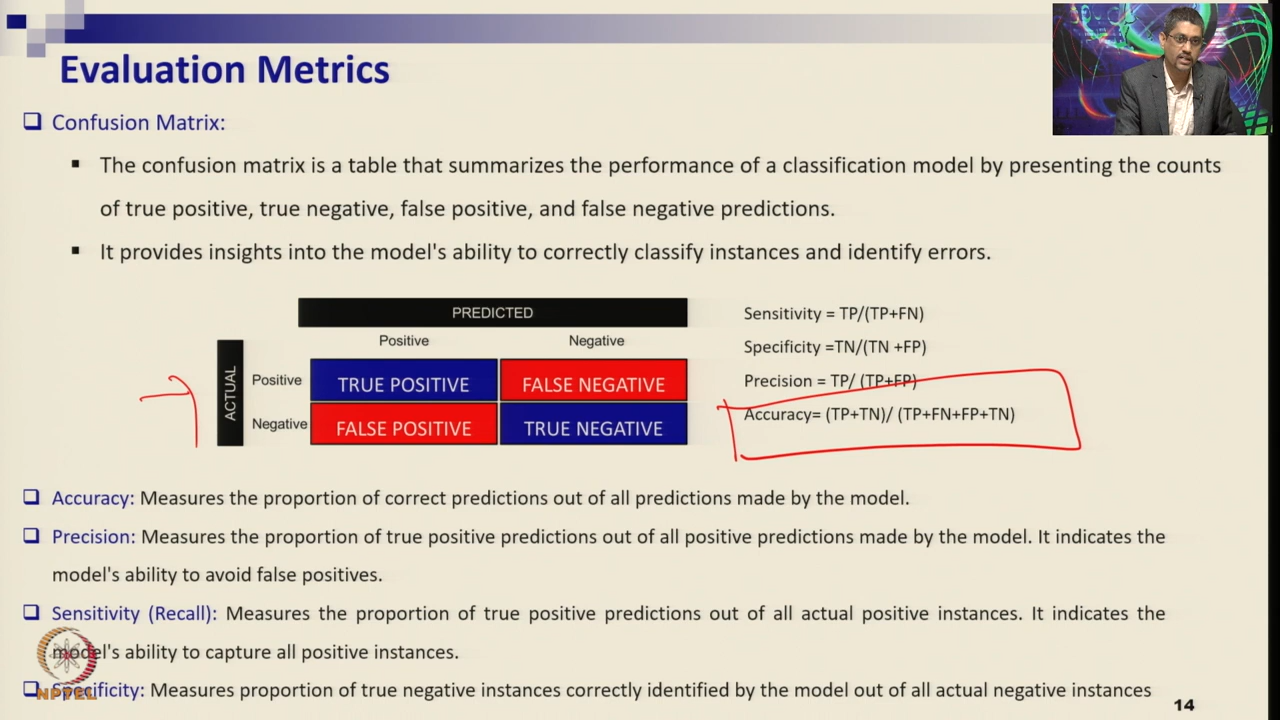 Evaluation Metrics
Confusion Matrix:
The confusion matrix is a table that summarizes the performance of a classification model by presenting the counts
of true positive, true negative, false positive, and false negative predictions.
It provides insights into the model's ability to correctly classify instances and identify errors.
PREDICTED
Positive Negative
ACTUAL
Positive TRUE POSITIVE FALSE NEGATIVE
Negative FALSE POSITIVE TRUE NEGATIVE
Sensitivity = TP/(TP+FN)
Specificity =TN/(TN +FP)
Precision = TP/ (TP+FP)
Accuracy= (TP+TN)/ (TP+FN+FP+TN)
Accuracy: Measures the proportion of correct predictions out of all predictions made by the model.
Precision: Measures the proportion of true positive predictions out of all positive predictions made by the model. It indicates the
model's ability to avoid false positives.
Sensitivity (Recall): Measures the proportion of true positive predictions out of all actual positive instances. It indicates the
model's ability to capture all positive instances.
Specificity: Measures proportion of true negative instances correctly identified by the model out of all actual negative instances
NPTEL
14